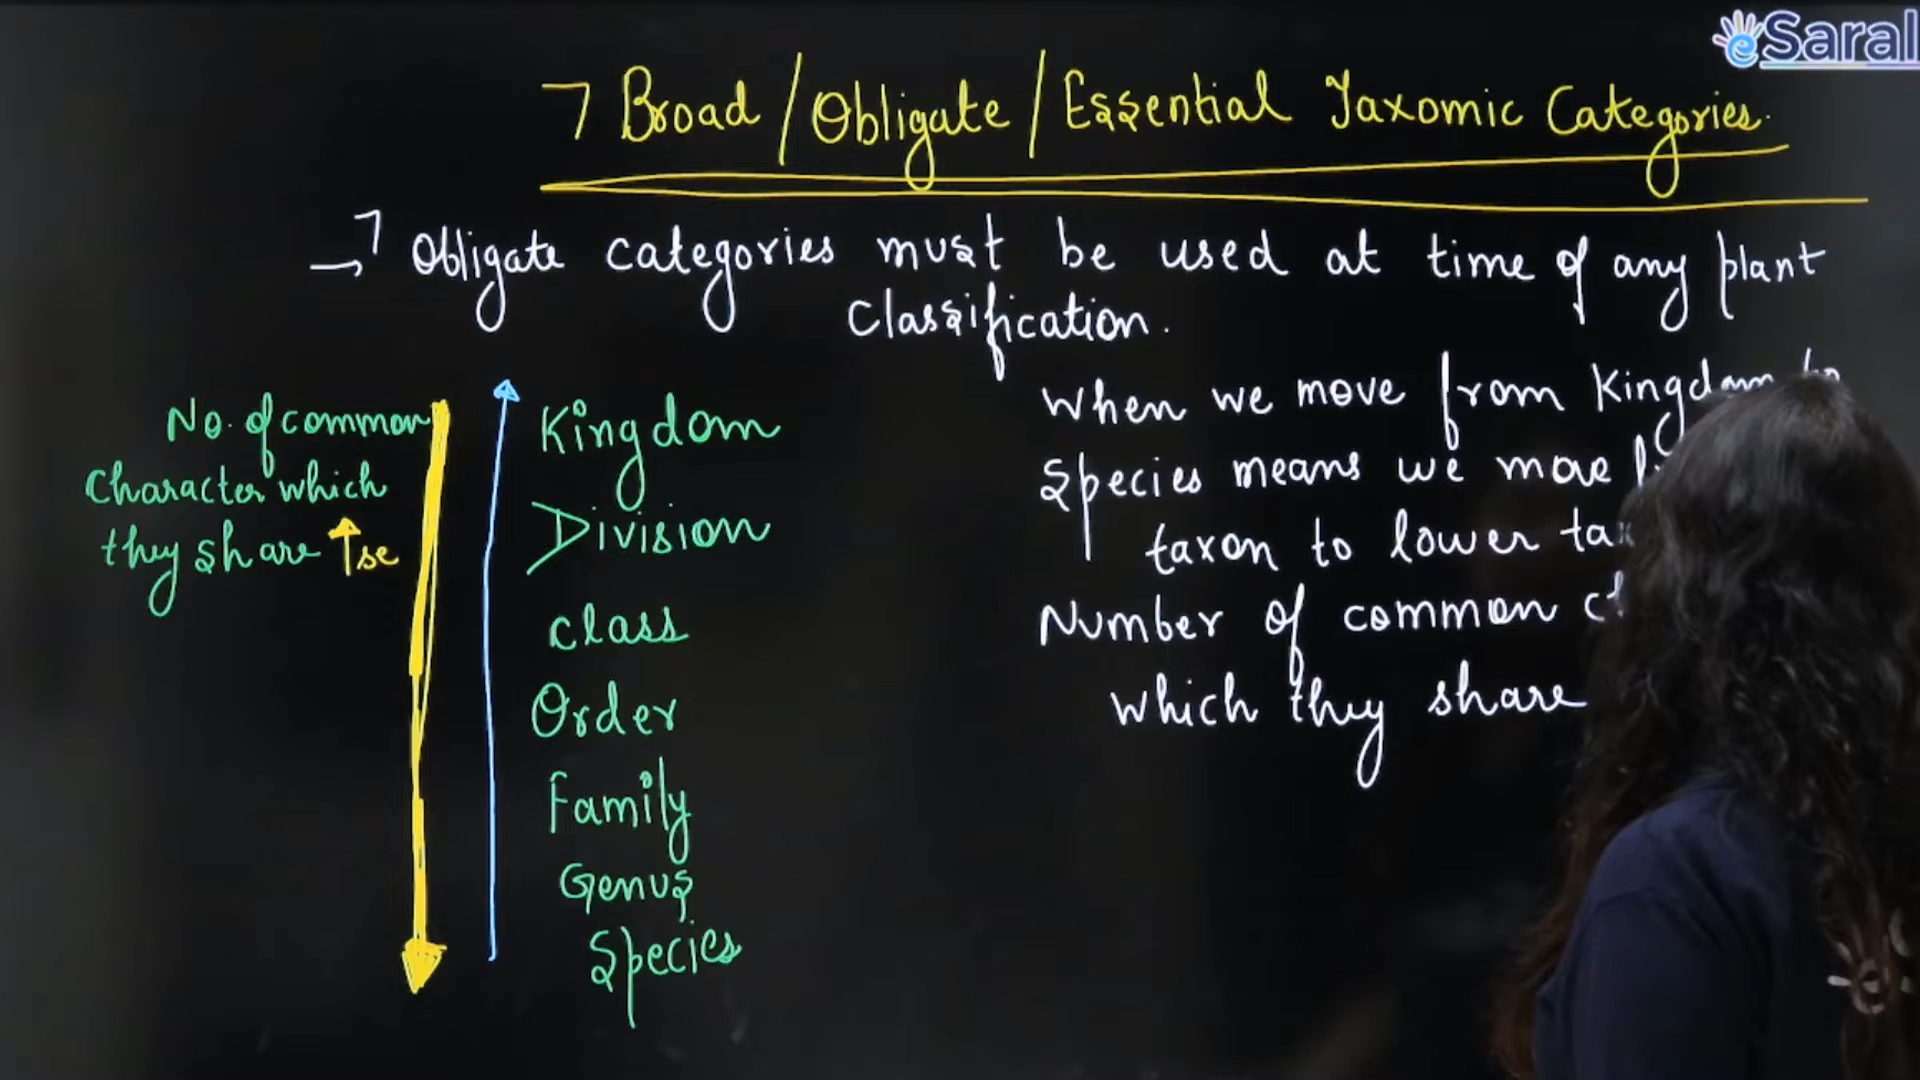 eSaral
7 Broad / Obligate / Essential Taxomic Categories.
→ 7 Obligate categories must be used at time of any plant
classification.
No. of common
character which
they share ↑se
Kingdom
Division
class
Order
Family
Genus
Species
When we move from Kingdom to
Species means we move
taxon to lower
Number of common
which they share